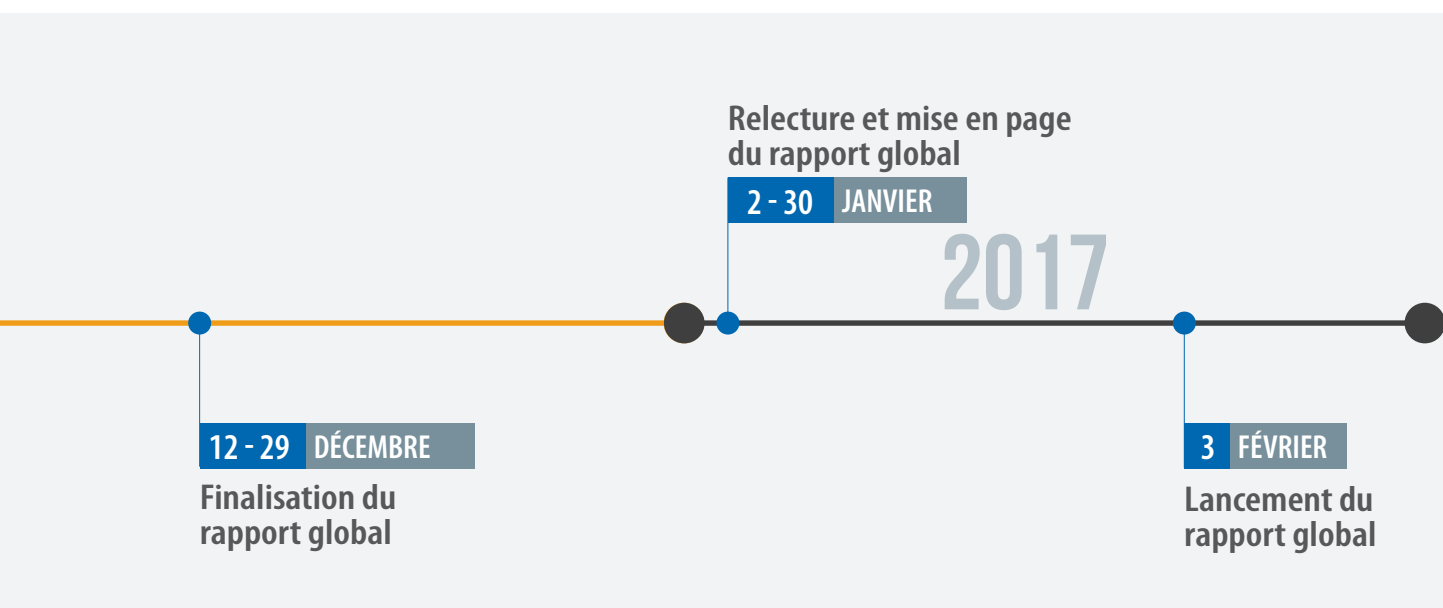 Relecture et mise en page
du rapport global
2 - 30 JANVIER
2017
12 - 29 DÉCEMBRE
Finalisation du
rapport global
3 FÉVRIER
Lancement du
rapport global